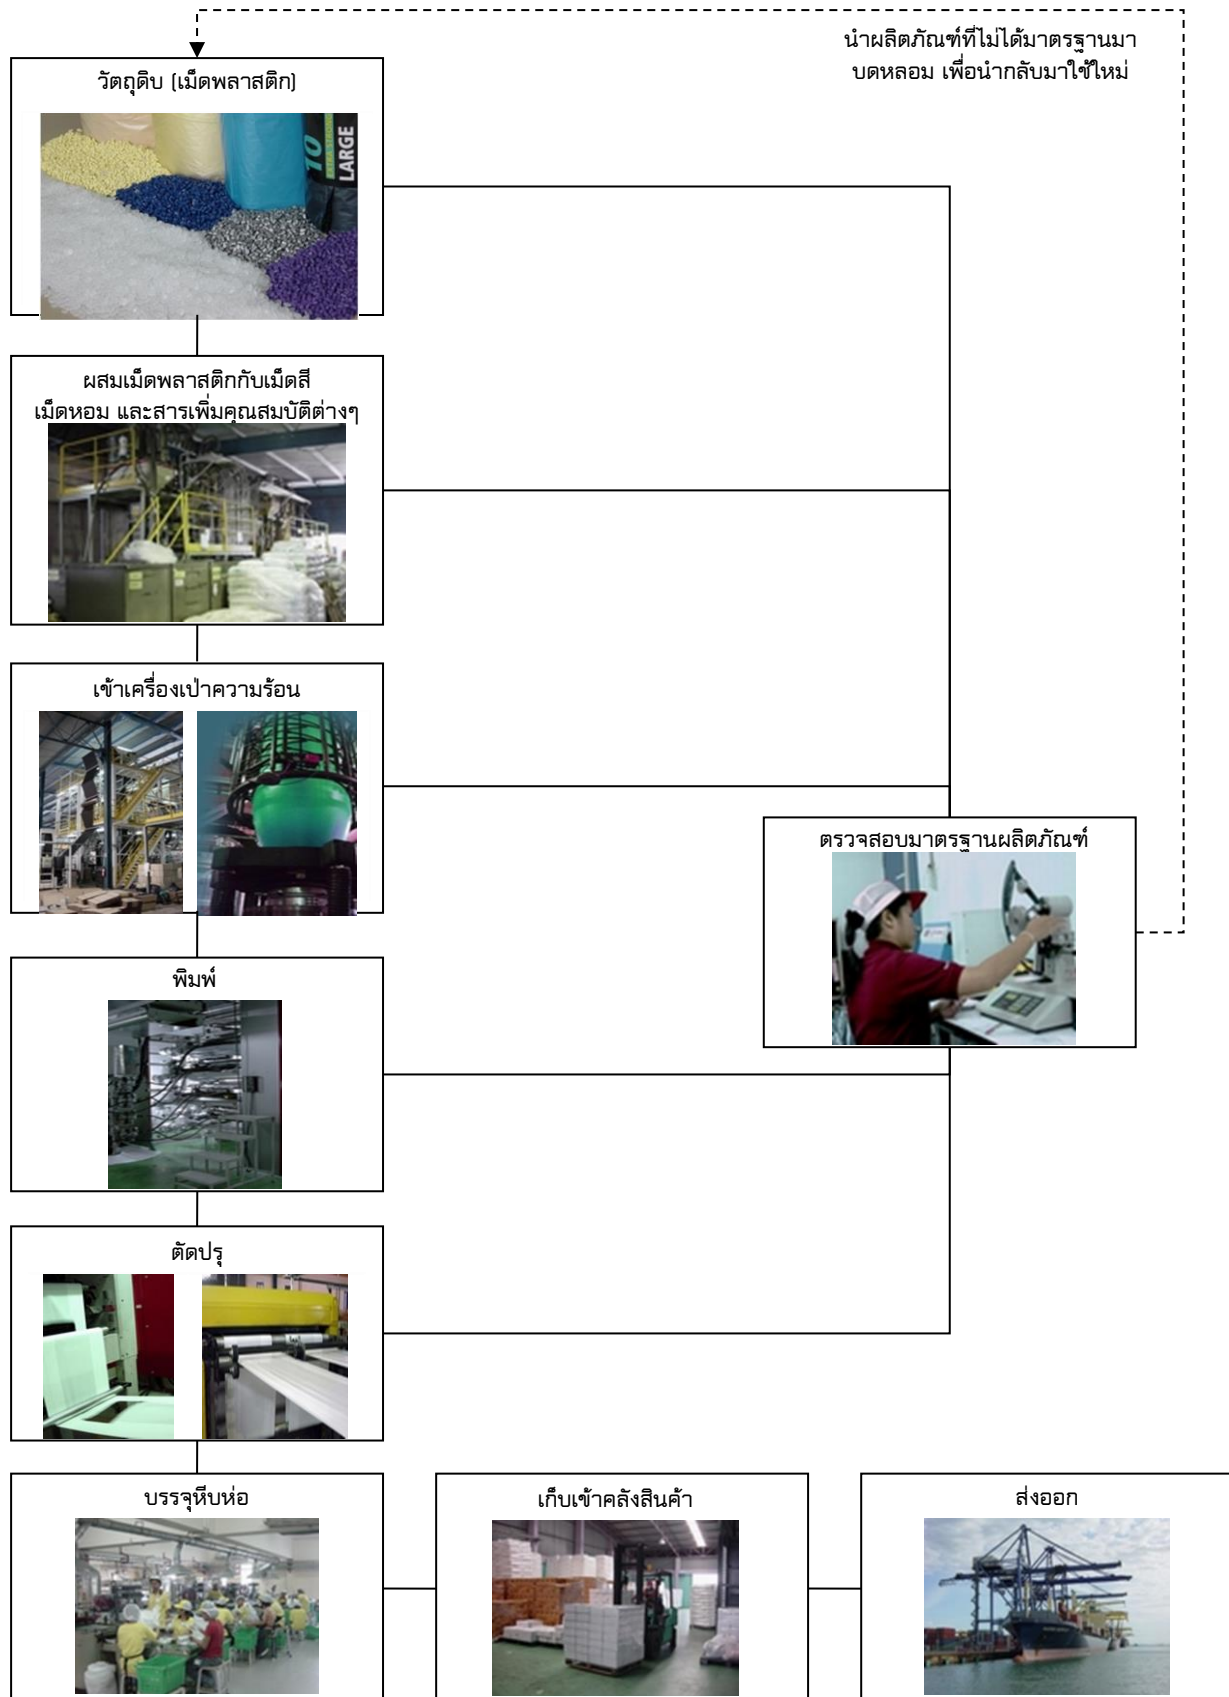 นำผลิตภัณฑ์ที่ไม่ได้มาตรฐานมา
บดหลอม เพื่อนำกลับมาใช้ใหม่
วัตถุดิบ (เม็ดพลาสติก)
10
EXTRA STRONG
LARGE
ผสมเม็ดพลาสติกกับเม็ดสี
เม็ดหอม และสารเพิ่มคุณสมบัติต่างๆ
เข้าเครื่องเป่าความร้อน
ตรวจสอบมาตรฐานผลิตภัณฑ์
พิมพ์
ตัดปรุ
บรรจุหีบห่อ
เก็บเข้าคลังสินค้า
ส่งออก